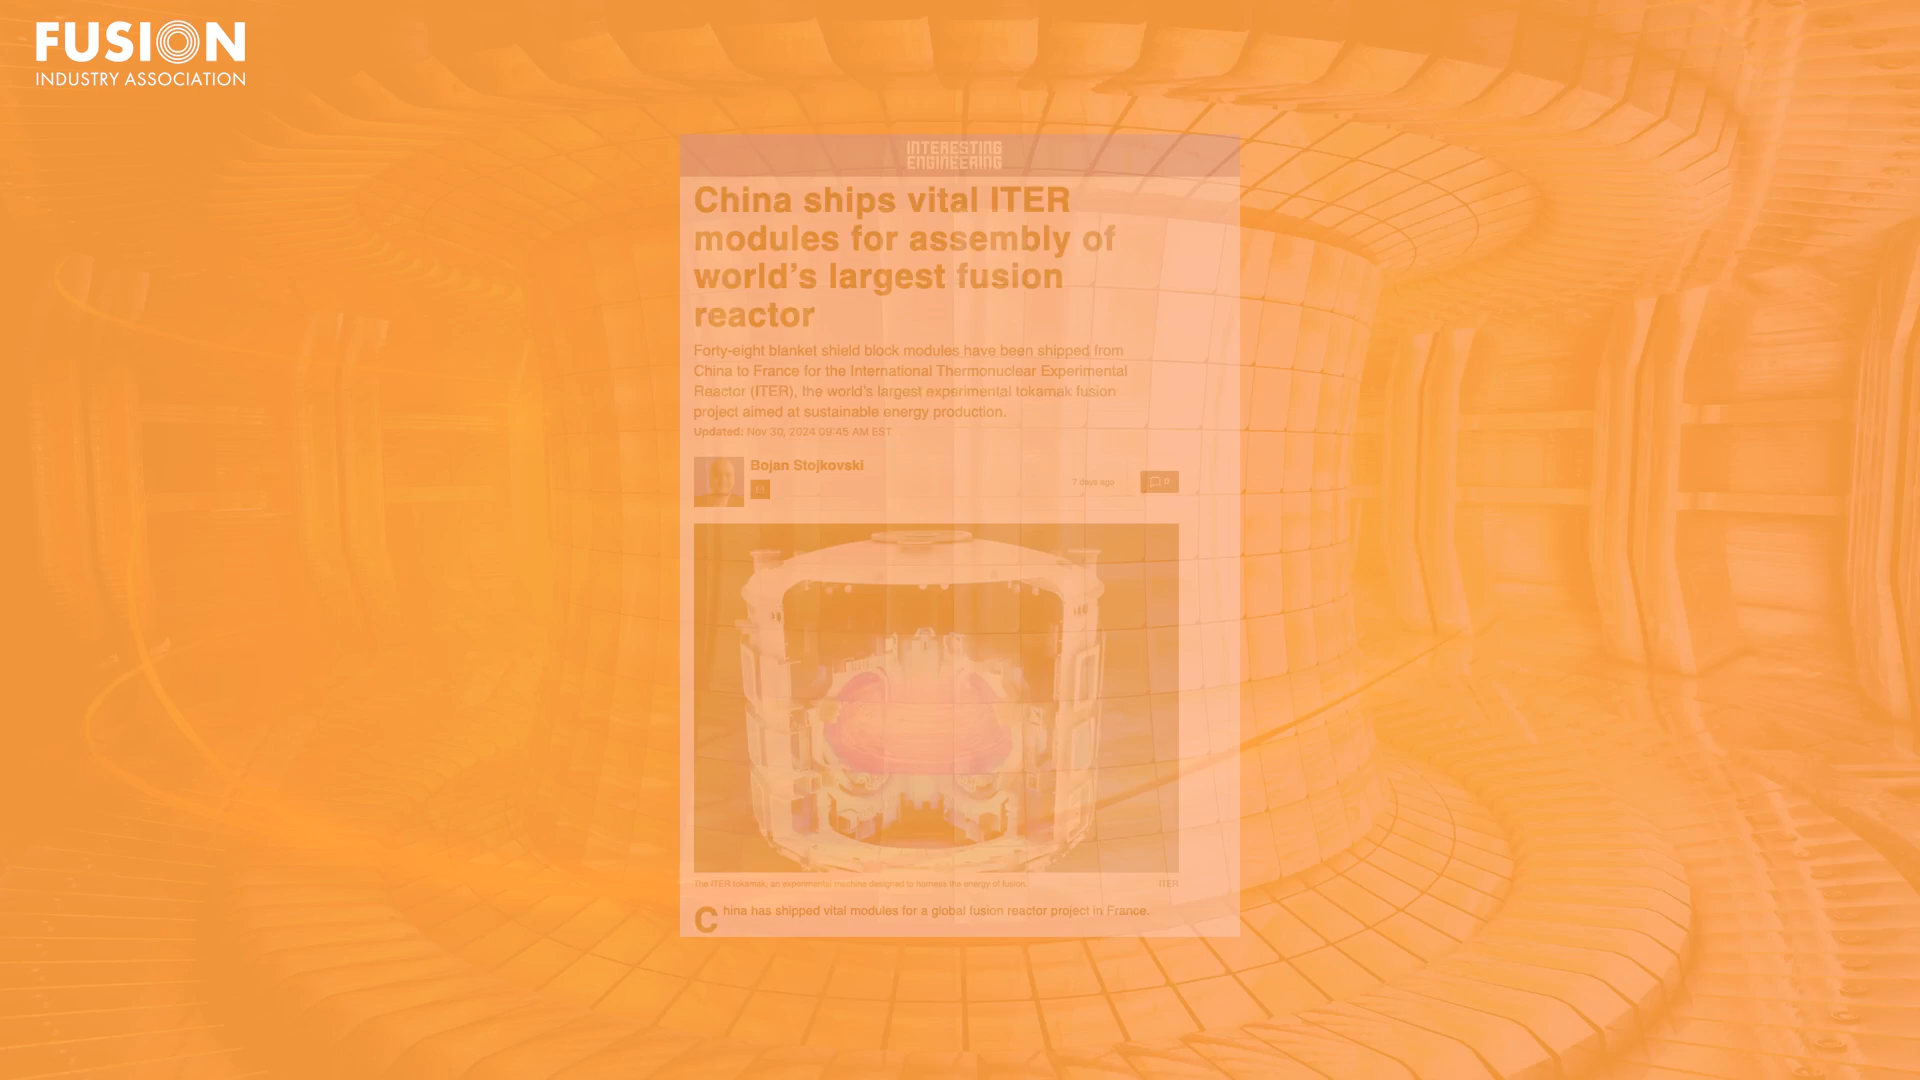 FUSION
INDUSTRY ASSOCIATION
INTERESTING
ENGINEERING
China ships vital ITER
modules for assembly of
world's largest fusion
reactor
Forty-eight blanket shield block modules have been shipped from
China to France for the International Thermonuclear Experimental
Reactor (ITER), the world's largest experimental tokamak fusion
project aimed at sustainable energy production.
Updated: Nov 30, 2024 09:45 AM EST
Bojan Stojkovski
7 days ago
0
The ITER tokamak, an experimental machine designed to harness the energy of fusion.
ITER
China has shipped vital modules for a global fusion reactor project in France.